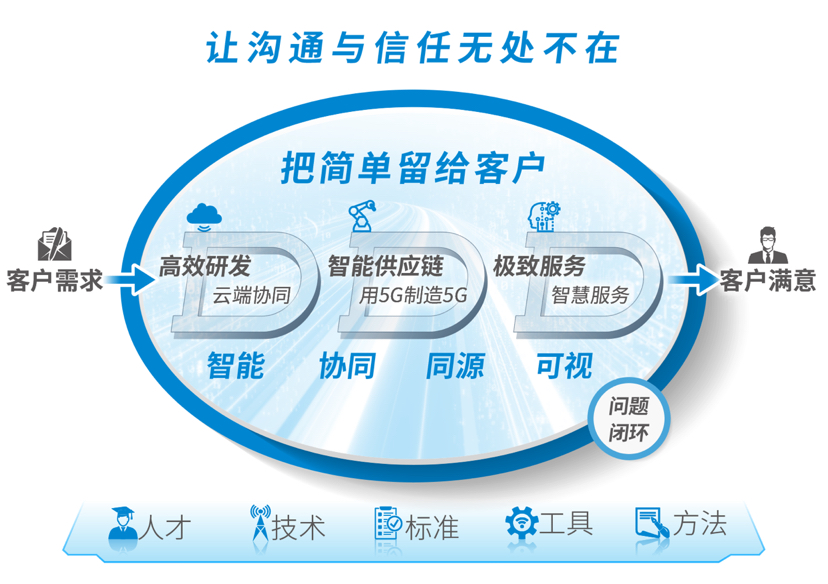 让沟通与信任无处不在
把简单留给客户
客户需求
高效研发
云端协同
智能供应链
用5G制造5G
极致服务
智慧服务
客户满意
D D D
智能 协同 同源 可视
问题
闭环
人才 技术 标准 工具 方法